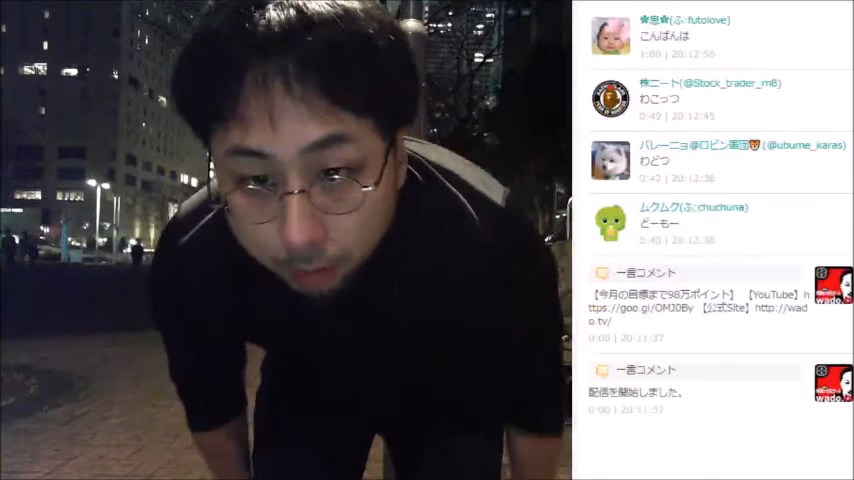 ✿思✿(ふ:futolove)
こんばんは
1:00 | 20:12:56
株ニート(@Stock_trader_m8)
わこっつ
0:49 | 20:12:45
バレーニョ@ロビン軍団🐯(@ubume_karas)
わどつ
0:42 | 20:12:36
ムクムク(ふ:chuchuna)
どーもー
0:40 | 20:12:36
一言コメント
【今月の目標まで98万ポイント】 【YouTube】h
ttps://goo.gl/OMJ0By 【公式Site】http://wad
o.tv/
0:00 | 20:11:37
wado.
一言コメント
配信を開始しました。
0:00 | 20:11:37
wado.